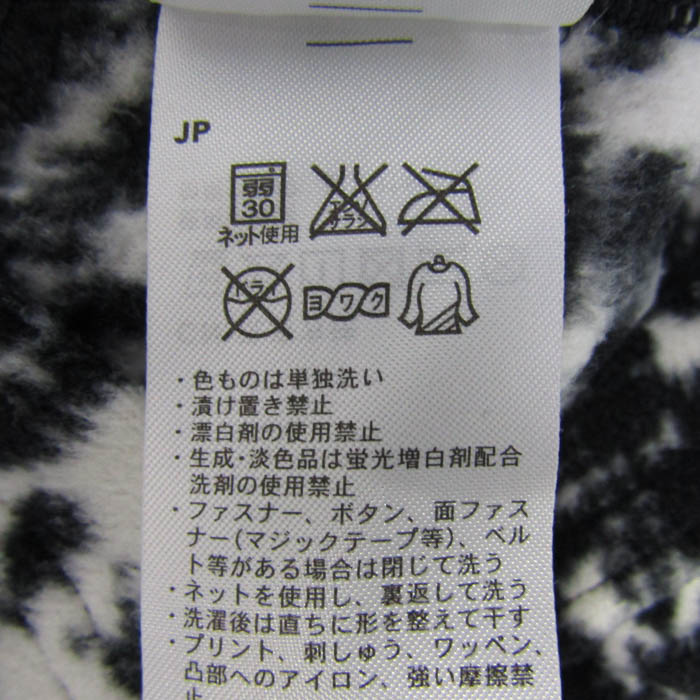 JP
弱
30
ネット使用
エンソ
サラシ
ドライ
ヨワク
・色ものは単独洗い
・漬け置き禁止
・漂白剤の使用禁止
・生成・淡色品は蛍光増白剤配合
洗剤の使用禁止
・ファスナー、ボタン、面ファス
ナー(マジックテープ等)、ベル
ト等がある場合は閉じて洗う
・ネットを使用し、裏返して洗う
・洗濯後は直ちに形を整えて干す
・プリント、刺しゅう、ワッペン、
凸部へのアイロン、強い摩擦禁
止